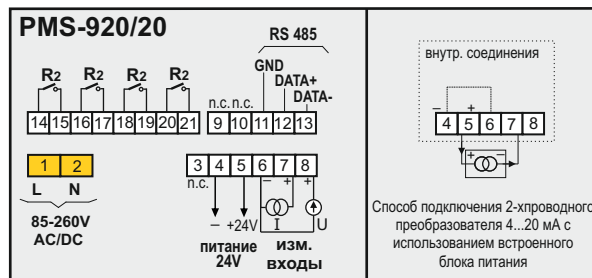 PMS-920/20
RS 485
GND
DATA+
DATA-
R2 R2 R2 R2
n.c. n.c.
14 15 16 17 18 19 20 21 9 10 11 12 13
1 2
L N
85-260V
AC/DC
3 4 5 6 7 8
n.c. – + +
– +24V I U
питание
24V
изм.
входы
внутр. соединения
– +
4 5 6 7 8
+ –
Способ подключения 2-хпроводного
преобразователя 4...20 мА с
использованием встроенного
блока питания